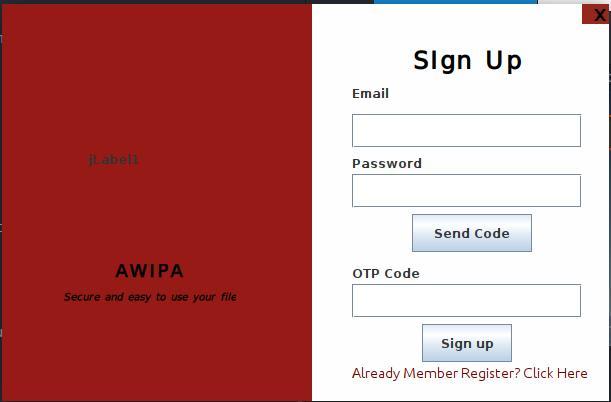 X
SIgn Up
Email
jLabel1
Password
Send Code
AWIPA
OTP Code
Secure and easy to use your file
Sign up
Already Member Register? Click Here